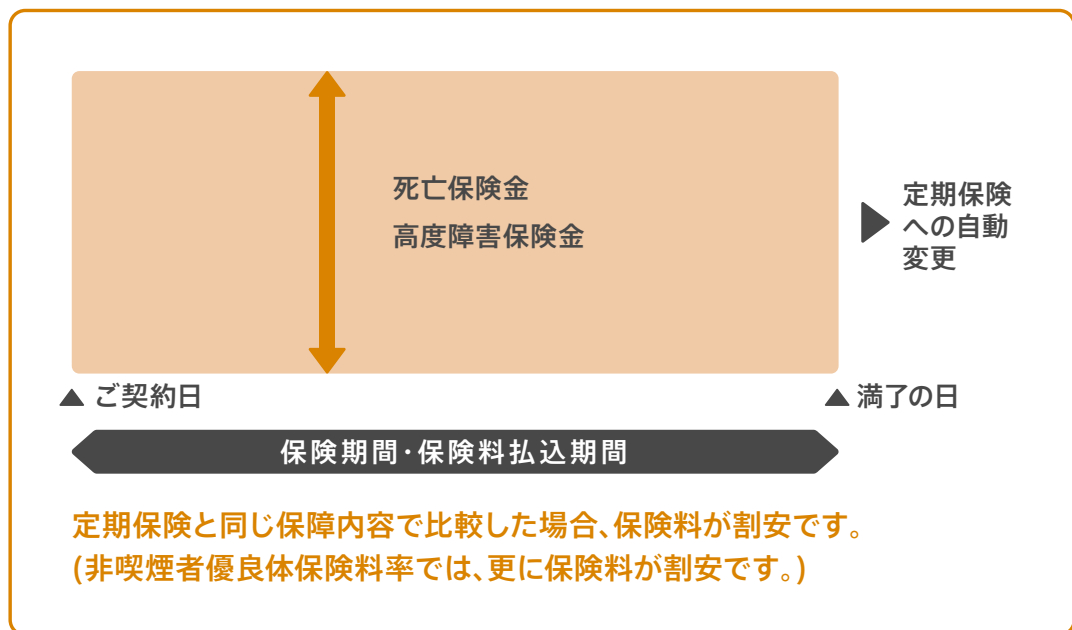 死亡保険金
高度障害保険金
定期保険
への自動
変更
▲ ご契約日
▲ 満了の日
保険期間・保険料払込期間
定期保険と同じ保障内容で比較した場合、保険料が割安です。
(非喫煙者優良体保険料率では、更に保険料が割安です。)